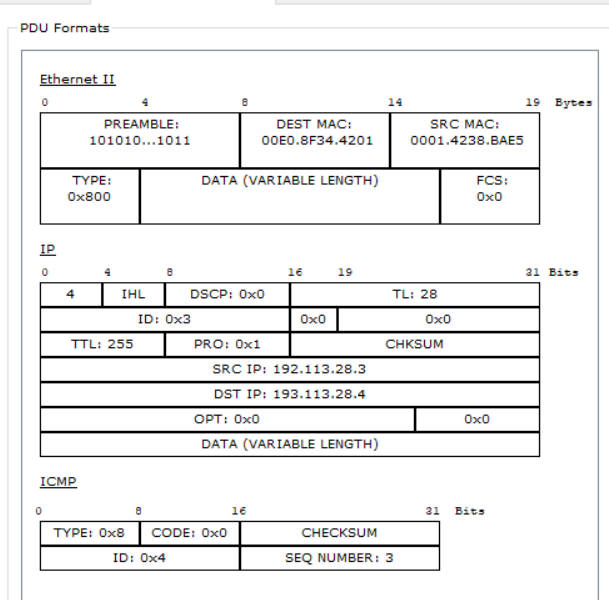 PDU Formats
Ethernet II
0 4 8 14 19 Bytes
PREAMBLE: DEST MAC: SRC MAC:
101010...1011 00E0.8F34.4201 0001.4238.BAE5
TYPE: DATA (VARIABLE LENGTH) FCS:
0x800 0x0
IP
0 4 8 16 19 31 Bits
4 IHL DSCP: 0x0 TL: 28
ID: 0x3 0x0 0x0
TTL: 255 PRO: 0x1 CHKSUM
SRC IP: 192.113.28.3
DST IP: 193.113.28.4
OPT: 0x0 0x0
DATA (VARIABLE LENGTH)
ICMP
0 8 16 31 Bits
TYPE: 0x8 CODE: 0x0 CHECKSUM
ID: 0x4 SEQ NUMBER: 3